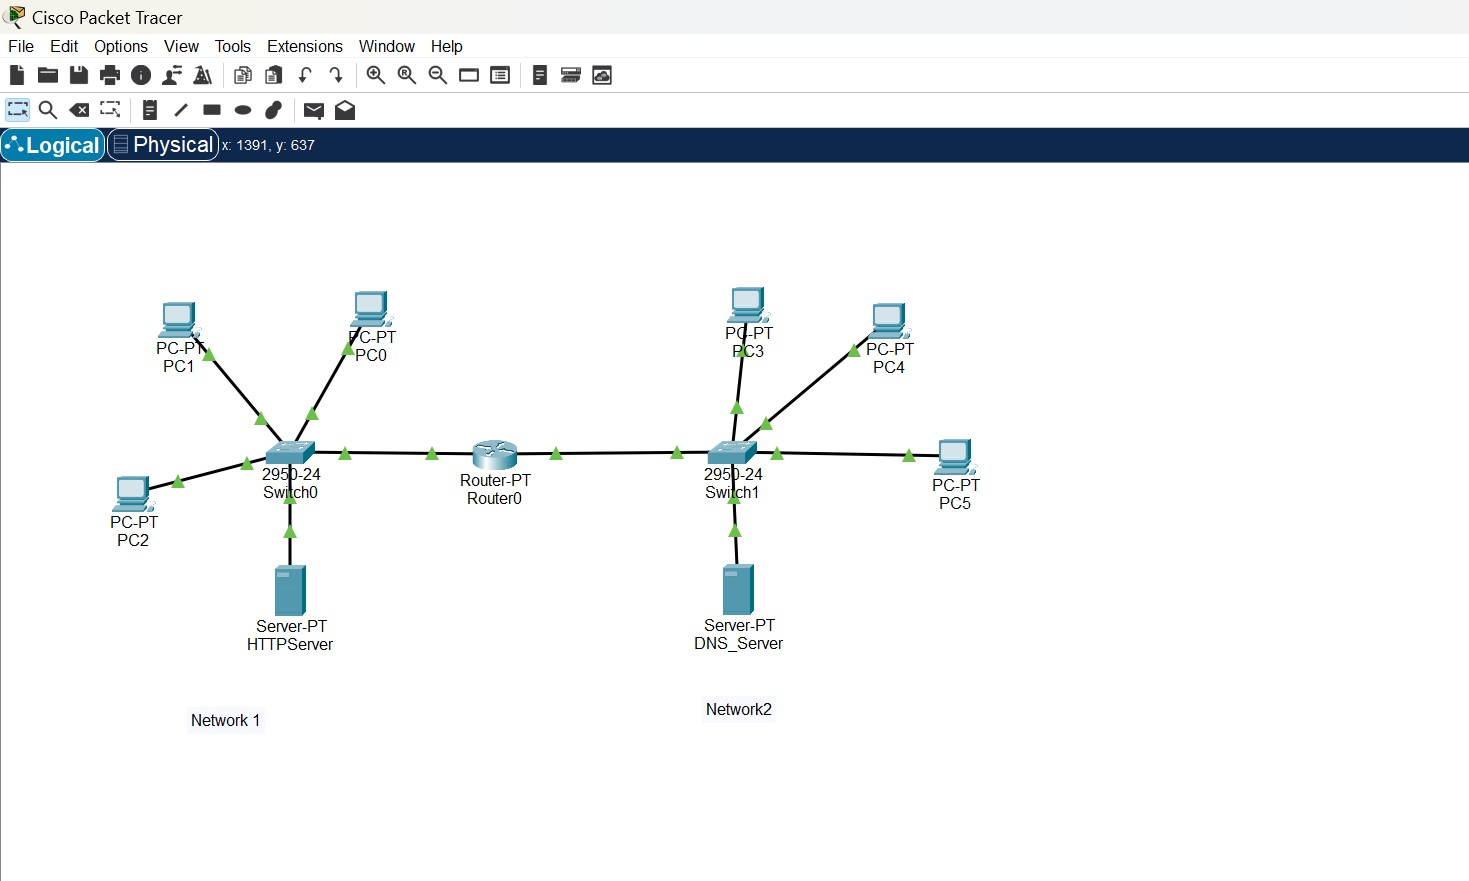 Cisco Packet Tracer
File Edit Options View Tools Extensions Window Help
Logical Physical x: 1391, y: 637
PC-PT
PC1
PC-PT
PC0
PC-PT
PC3
PC-PT
PC4
2950-24
Switch0
Router-PT
Router0
2950-24
Switch1
PC-PT
PC5
PC-PT
PC2
Server-PT
HTTPServer
Server-PT
DNS_Server
Network 1
Network2